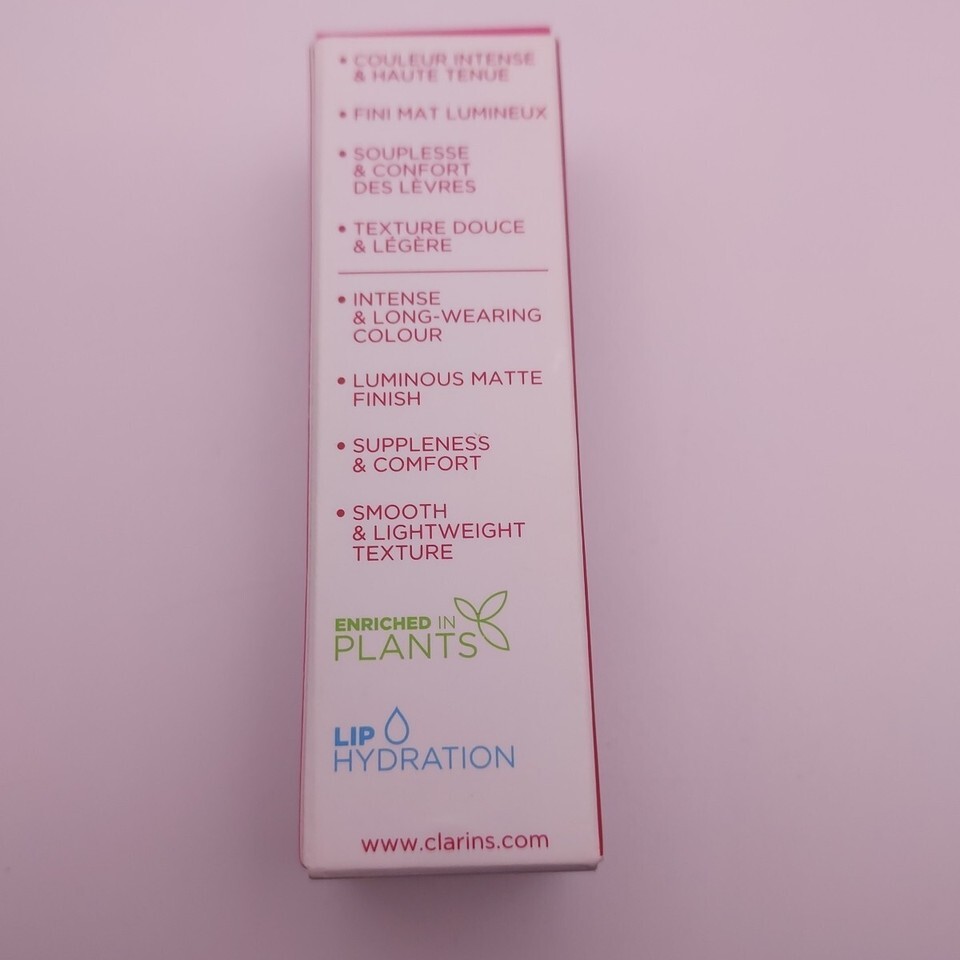 • COULEUR INTENSE
& HAUTE TENUE
• FINI MAT LUMINEUX
• SOUPLESSE
& CONFORT
DES LÈVRES
• TEXTURE DOUCE
& LÉGÈRE
• INTENSE
& LONG-WEARING
COLOUR
• LUMINOUS MATTE
FINISH
• SUPPLENESS
& COMFORT
• SMOOTH
& LIGHTWEIGHT
TEXTURE
ENRICHED IN
PLANTS
LIP
HYDRATION
www.clarins.com